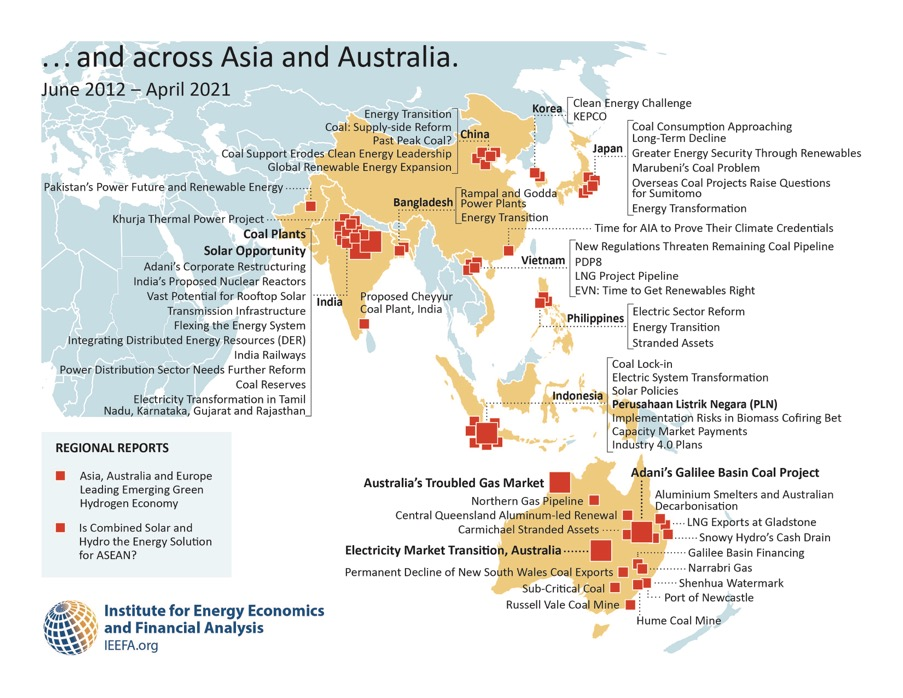 …and across Asia and Australia.
June 2012 – April 2021
Energy Transition
Coal: Supply-side Reform
Past Peak Coal?
Coal Support Erodes Clean Energy Leadership
Global Renewable Energy Expansion
China
Korea
Clean Energy Challenge
KEPCO
Japan
Coal Consumption Approaching
Long-Term Decline
Greater Energy Security Through Renewables
Marubeni's Coal Problem
Overseas Coal Projects Raise Questions
for Sumitomo
Energy Transformation
Pakistan's Power Future and Renewable Energy
Bangladesh
Rampal and Godda
Power Plants
Energy Transition
Khurja Thermal Power Project
Time for AIA to Prove Their Climate Credentials
Coal Plants
Solar Opportunity
Adani's Corporate Restructuring
India's Proposed Nuclear Reactors
Vast Potential for Rooftop Solar
Transmission Infrastructure
Flexing the Energy System
Integrating Distributed Energy Resources (DER)
India Railways
Power Distribution Sector Needs Further Reform
Coal Reserves
Electricity Transformation in Tamil
Nadu, Karnataka, Gujarat and Rajasthan
India
Proposed Cheyyur
Coal Plant, India
Vietnam
New Regulations Threaten Remaining Coal Pipeline
PDP8
LNG Project Pipeline
EVN: Time to Get Renewables Right
Philippines
Electric Sector Reform
Energy Transition
Stranded Assets
Indonesia
Coal Lock-in
Electric System Transformation
Solar Policies
Perusahaan Listrik Negara (PLN)
Implementation Risks in Biomass Cofiring Bet
Capacity Market Payments
Industry 4.0 Plans
REGIONAL REPORTS
Asia, Australia and Europe
Leading Emerging Green
Hydrogen Economy
Is Combined Solar and
Hydro the Energy Solution
for ASEAN?
Australia's Troubled Gas Market
Northern Gas Pipeline
Central Queensland Aluminum-led Renewal
Carmichael Stranded Assets
Electricity Market Transition, Australia
Permanent Decline of New South Wales Coal Exports
Sub-Critical Coal
Russell Vale Coal Mine
Adani's Galilee Basin Coal Project
Aluminium Smelters and Australian
Decarbonisation
LNG Exports at Gladstone
Snowy Hydro's Cash Drain
Galilee Basin Financing
Narrabri Gas
Shenhua Watermark
Port of Newcastle
Hume Coal Mine
Institute for Energy Economics
and Financial Analysis
IEEFA.org